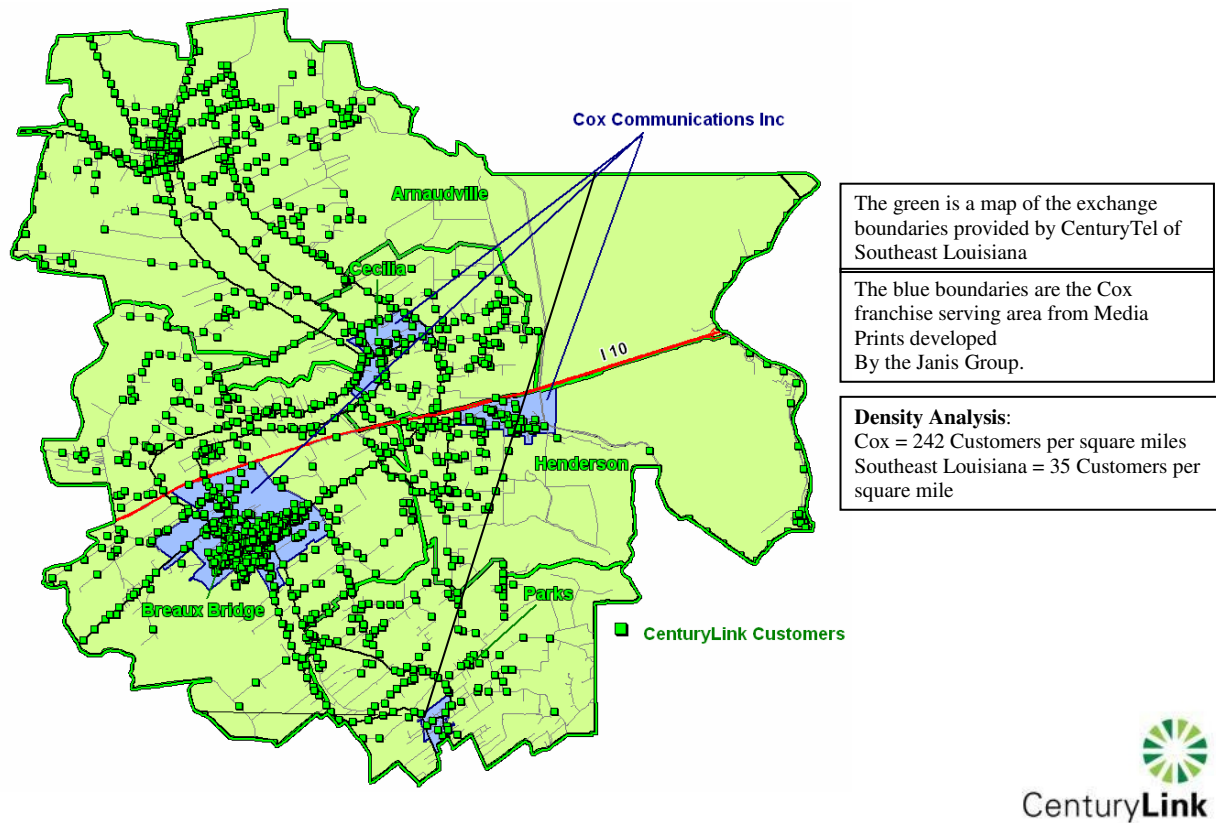 Cox Communications Inc
Arnaudville
Cecilia
I 10
Henderson
Breaux Bridge
Parks
CenturyLink Customers
The green is a map of the exchange
boundaries provided by CenturyTel of
Southeast Louisiana
The blue boundaries are the Cox
franchise serving area from Media
Prints developed
By the Janis Group.
Density Analysis:
Cox = 242 Customers per square miles
Southeast Louisiana = 35 Customers per
square mile
CenturyLink